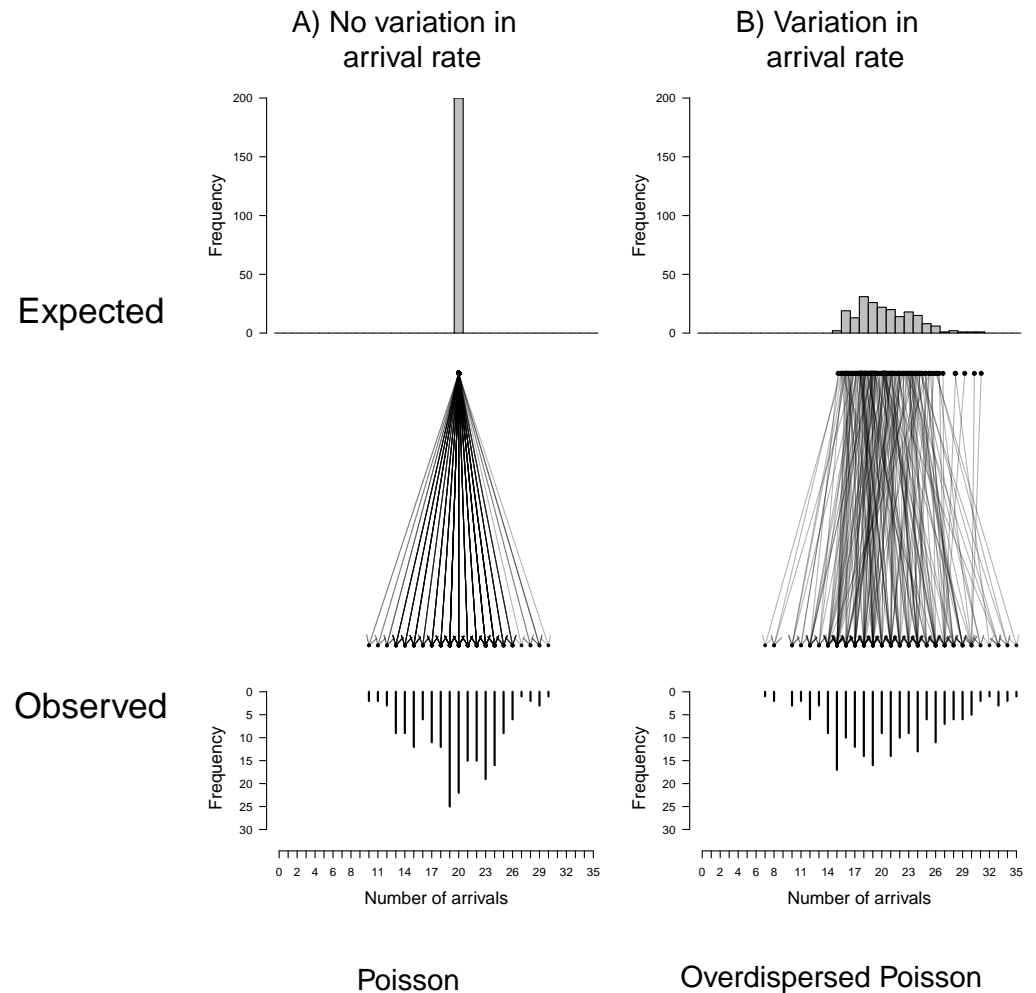 A) No variation in
arrival rate
B) Variation in
arrival rate
Expected
Frequency
200
150
100
50
0
Frequency
200
150
100
50
0
Observed
Frequency
0
5
10
15
20
25
30
0 2 4 6 8 11 14 17 20 23 26 29 32 35
Number of arrivals
Frequency
0
5
10
15
20
25
30
0 2 4 6 8 11 14 17 20 23 26 29 32 35
Number of arrivals
Poisson
Overdispersed Poisson